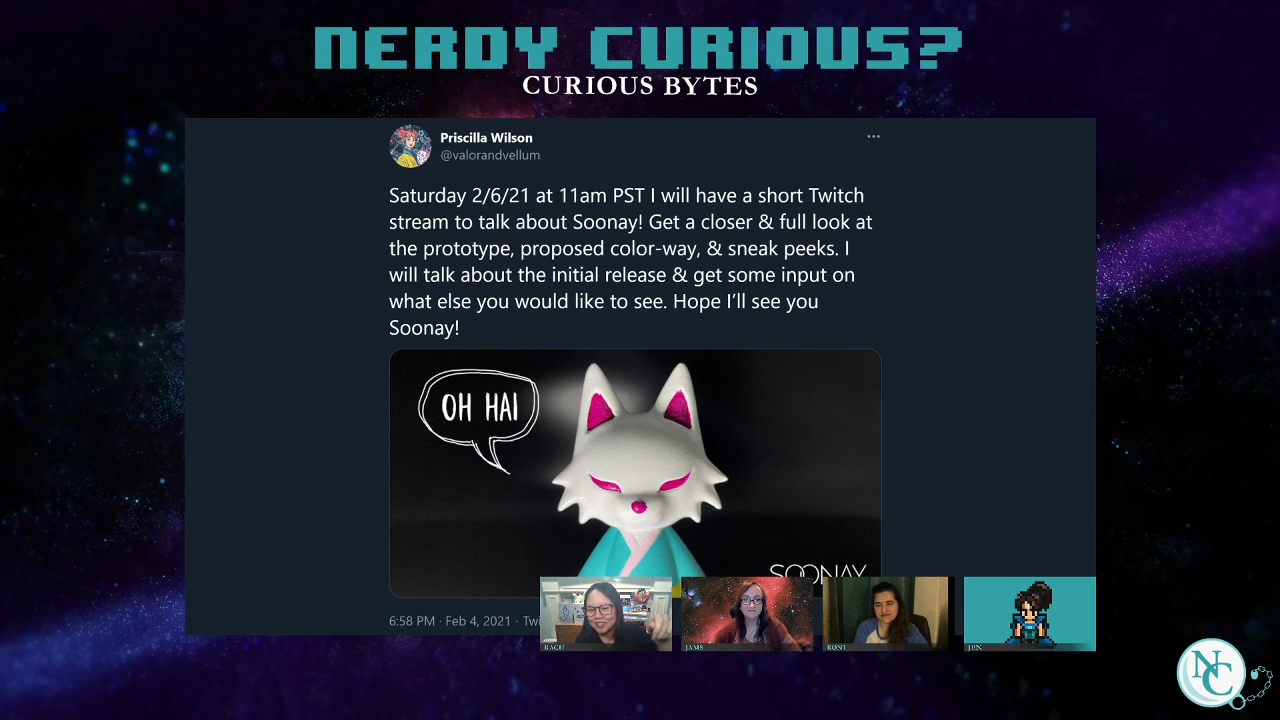 NERDY CURIOUS?
CURIOUS BYTES
Priscilla Wilson
@valorandvellum
Saturday 2/6/21 at 11am PST I will have a short Twitch
stream to talk about Soonay! Get a closer & full look at
the prototype, proposed color-way, & sneak peeks. I
will talk about the initial release & get some input on
what else you would like to see. Hope I'll see you
Soonay!
OH HAI
SOONAY
6:58 PM · Feb 4, 2021 ·
JAMS
RONI
JEN
NC